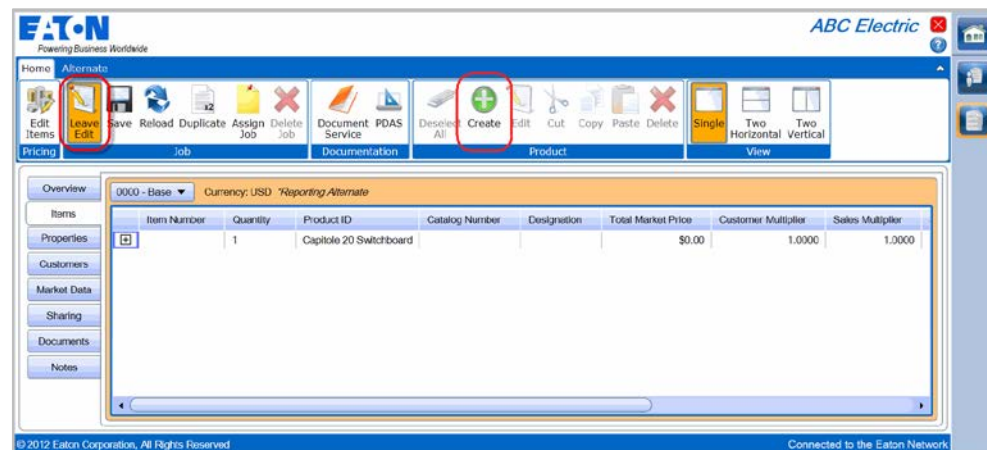 EATON
Powering Business Worldwide
ABC Electric
Home Alternate
Edit Items
Leave Edit
Save
Reload
x2
Duplicate
Assign Job
Delete Job
Document Service
PDAS
Deselect All
Create
Edit
Cut
Copy
Paste
Delete
Single
Two Horizontal
Two Vertical
Pricing Job Documentation Product View
Overview
Items
Properties
Customers
Market Data
Sharing
Documents
Notes
0000 - Base Currency: USD *Reporting Alternate
Item Number Quantity Product ID Catalog Number Designation Total Market Price Customer Multiplier Sales Multiplier
1 Capitole 20 Switchboard $0.00 1.0000 1.0000
© 2012 Eaton Corporation, All Rights Reserved Connected to the Eaton Network